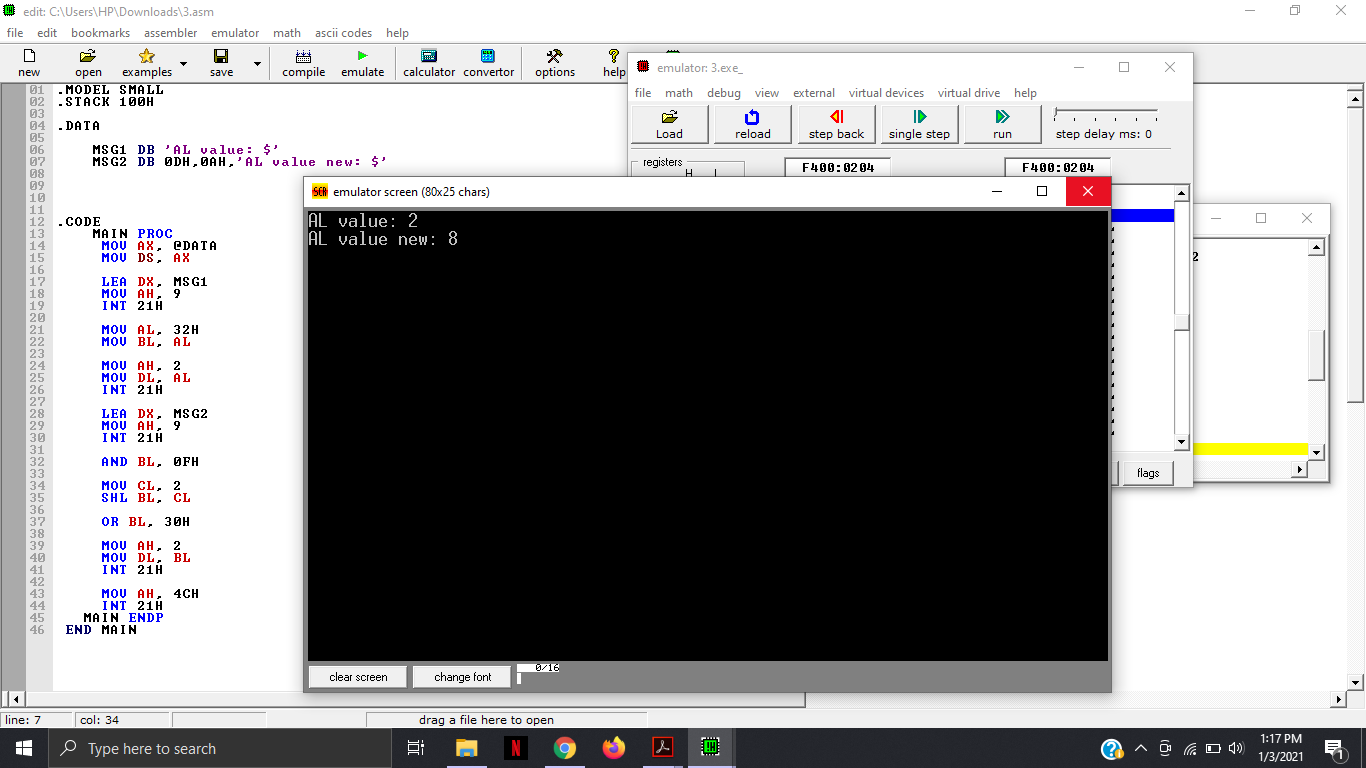 edit: C:\Users\HP\Downloads\3.asm
file edit bookmarks assembler emulator math ascii codes help
new open examples save compile emulate calculator convertor options help
01 .MODEL SMALL
02 .STACK 100H
03
04 .DATA
05
06 MSG1 DB 'AL value: $'
07 MSG2 DB 0DH,0AH,'AL value new: $'
08
09
10
11
12 .CODE
13 MAIN PROC
14 MOV AX, @DATA
15 MOV DS, AX
16
17 LEA DX, MSG1
18 MOV AH, 9
19 INT 21H
20
21 MOV AL, 32H
22 MOV BL, AL
23
24 MOV AH, 2
25 MOV DL, AL
26 INT 21H
27
28 LEA DX, MSG2
29 MOV AH, 9
30 INT 21H
31
32 AND BL, 0FH
33
34 MOV CL, 2
35 SHL BL, CL
36
37 OR BL, 30H
38
39 MOV AH, 2
40 MOV DL, BL
41 INT 21H
42
43 MOV AH, 4CH
44 INT 21H
45 MAIN ENDP
46 END MAIN
emulator: 3.exe_
file math debug view external virtual devices virtual drive help
Load reload step back single step run step delay ms: 0
registers F400:0204 F400:0204
H L
emulator screen (80x25 chars)
AL value: 2
AL value new: 8
clear screen change font 0/16
2
flags
line: 7 col: 34 drag a file here to open
Type here to search
1:17 PM
1/3/2021
1